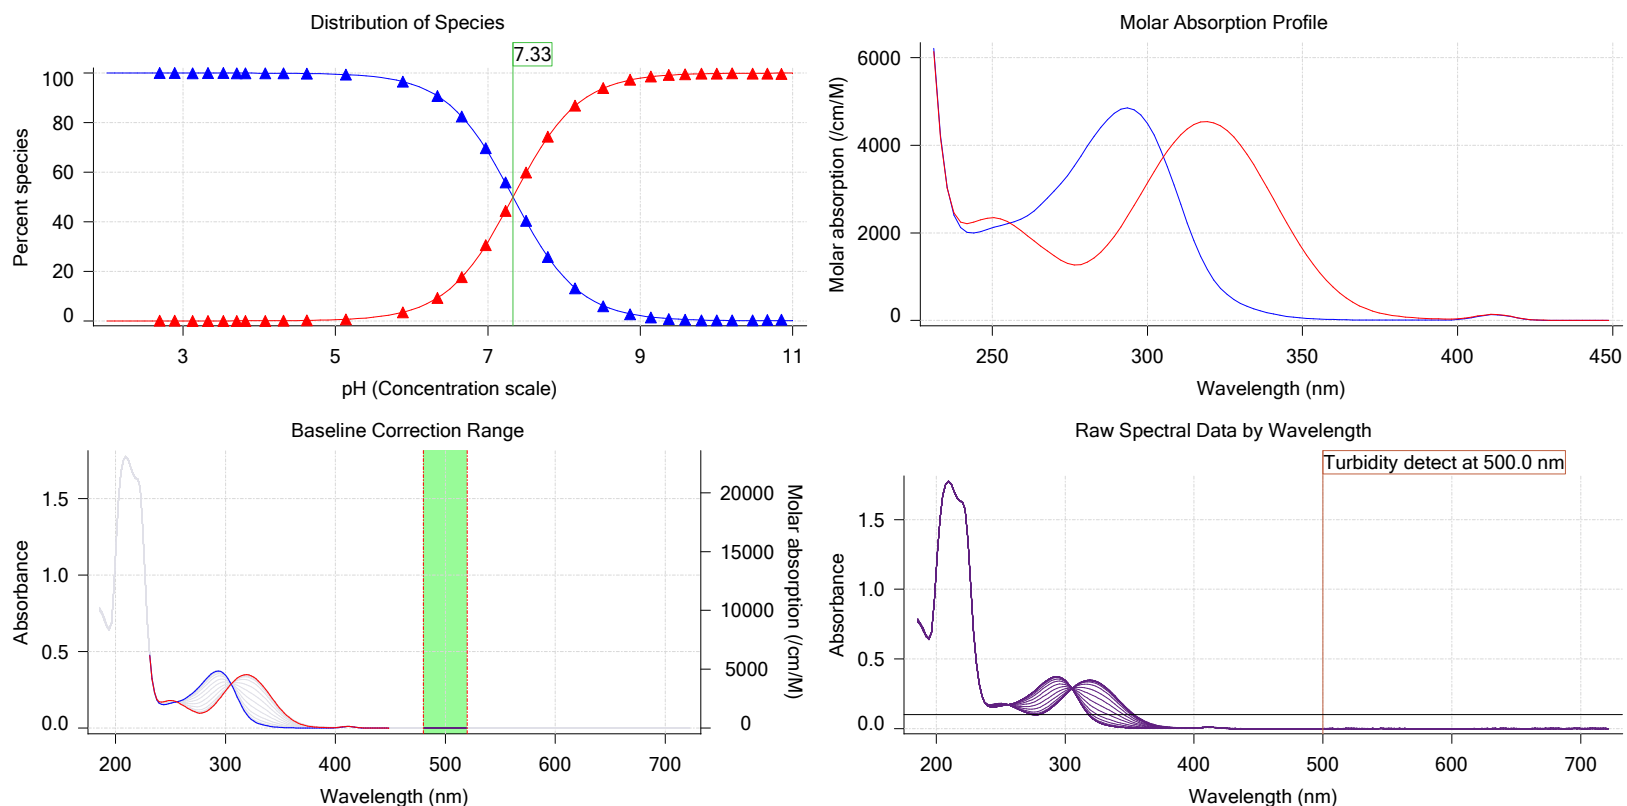 Distribution of Species
7.33
100
80
60
40
20
0
Percent species
3 5 7 9 11
pH (Concentration scale)
Molar Absorption Profile
6000
4000
2000
0
Molar absorption (/cm/M)
250 300 350 400 450
Wavelength (nm)
Baseline Correction Range
1.5
1.0
0.5
0.0
Absorbance
20000
15000
10000
5000
0
Molar absorption (/cm/M)
200 300 400 500 600 700
Wavelength (nm)
Raw Spectral Data by Wavelength
Turbidity detect at 500.0 nm
1.5
1.0
0.5
0.0
Absorbance
200 300 400 500 600 700
Wavelength (nm)